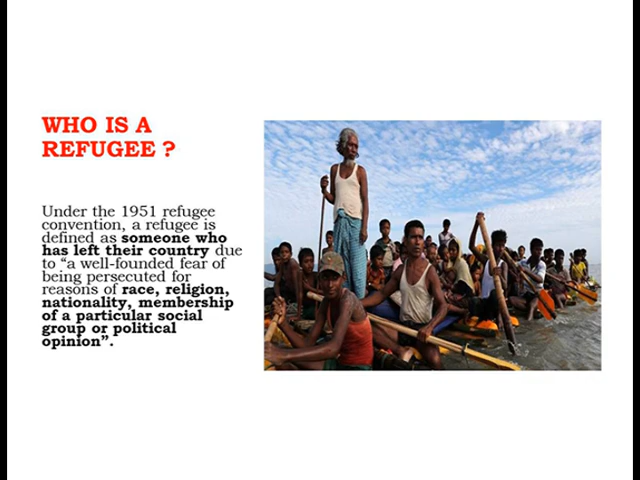 WHO IS A
REFUGEE ?
Under the 1951 refugee
convention, a refugee is
defined as someone who
has left their country due
to “a well-founded fear of
being persecuted for
reasons of race, religion,
nationality, membership
of a particular social
group or political
opinion”.